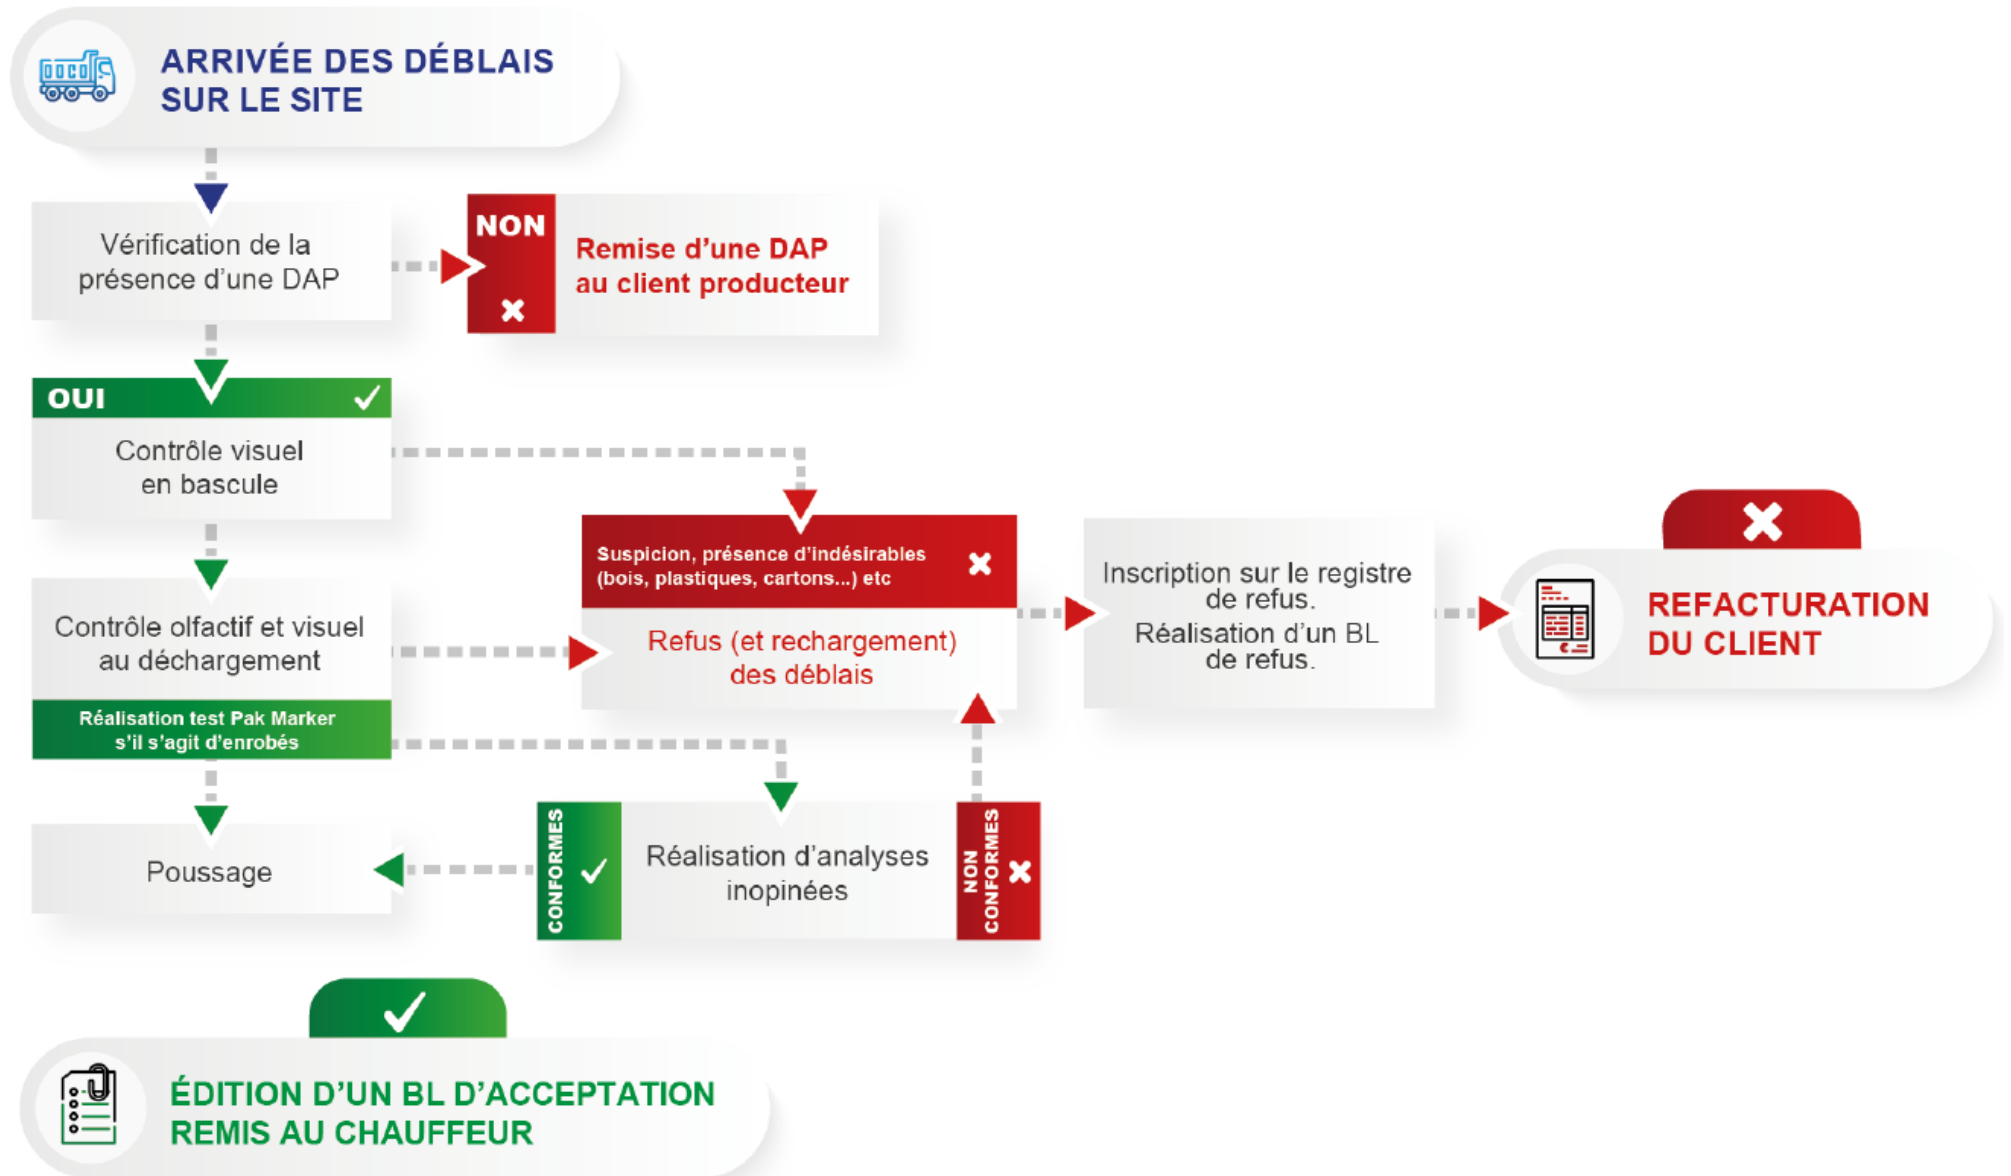 ARRIVÉE DES DÉBLAIS
SUR LE SITE
Vérification de la
présence d'une DAP
NON
Remise d'une DAP
au client producteur
OUI
Contrôle visuel
en bascule
Contrôle olfactif et visuel
au déchargement
Réalisation test Pak Marker
s'il s'agit d'enrobés
Suspicion, présence d'indésirables
(bois, plastiques, cartons...) etc
Refus (et rechargement)
des déblais
Inscription sur le registre
de refus.
Réalisation d'un BL
de refus.
REFACTURATION
DU CLIENT
Poussage
CONFORMES
Réalisation d'analyses
inopinées
NON
CONFORMES
ÉDITION D'UN BL D'ACCEPTATION
REMIS AU CHAUFFEUR